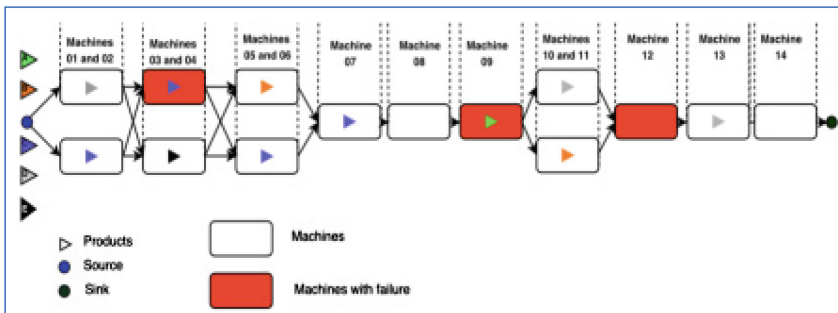 Machines
01 and 02
Machines
03 and 04
Machines
05 and 06
Machine
07
Machine
08
Machine
09
Machines
10 and 11
Machine
12
Machine
13
Machine
14
Products
Source
Sink
Machines
Machines with failure